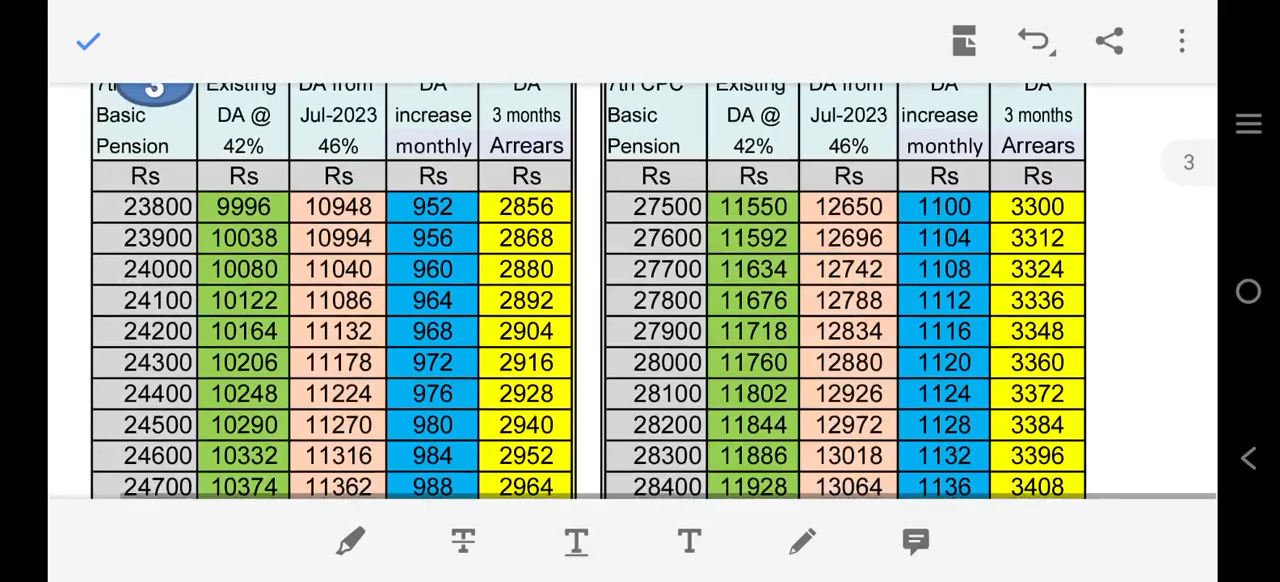 7th Existing DA from DA DA 7th CPC Existing DA from DA DA
Basic DA @ Jul-2023 increase 3 months Basic DA @ Jul-2023 increase 3 months
Pension 42% 46% monthly Arrears Pension 42% 46% monthly Arrears
Rs Rs Rs Rs Rs Rs Rs Rs Rs Rs
23800 9996 10948 952 2856 27500 11550 12650 1100 3300
23900 10038 10994 956 2868 27600 11592 12696 1104 3312
24000 10080 11040 960 2880 27700 11634 12742 1108 3324
24100 10122 11086 964 2892 27800 11676 12788 1112 3336
24200 10164 11132 968 2904 27900 11718 12834 1116 3348
24300 10206 11178 972 2916 28000 11760 12880 1120 3360
24400 10248 11224 976 2928 28100 11802 12926 1124 3372
24500 10290 11270 980 2940 28200 11844 12972 1128 3384
24600 10332 11316 984 2952 28300 11886 13018 1132 3396
24700 10374 11362 988 2964 28400 11928 13064 1136 3408
3
T T T